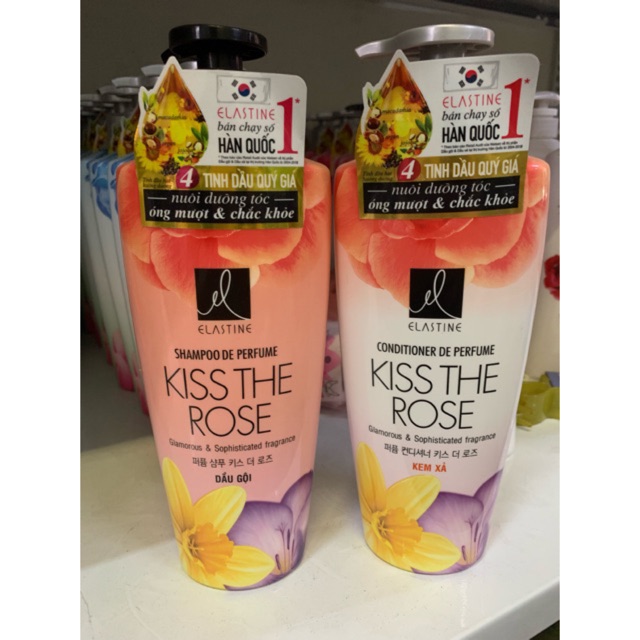 ELASTINE
bán chạy số 1*
HÀN QUỐC
4 TINH DẦU QUÝ GIÁ
nuôi dưỡng tóc
óng mượt & chắc khỏe
el
ELASTINE
SHAMPOO DE PERFUME
KISS THE
ROSE
Glamorous & Sophisticated fragrance
퍼퓸 샴푸 키스 더 로즈
DẦU GỘI
ELASTINE
bán chạy số 1*
HÀN QUỐC
4 TINH DẦU QUÝ GIÁ
nuôi dưỡng tóc
óng mượt & chắc khỏe
el
ELASTINE
CONDITIONER DE PERFUME
KISS THE
ROSE
Glamorous & Sophisticated fragrance
퍼퓸 컨디셔너 키스 더 로즈
KEM XẢ